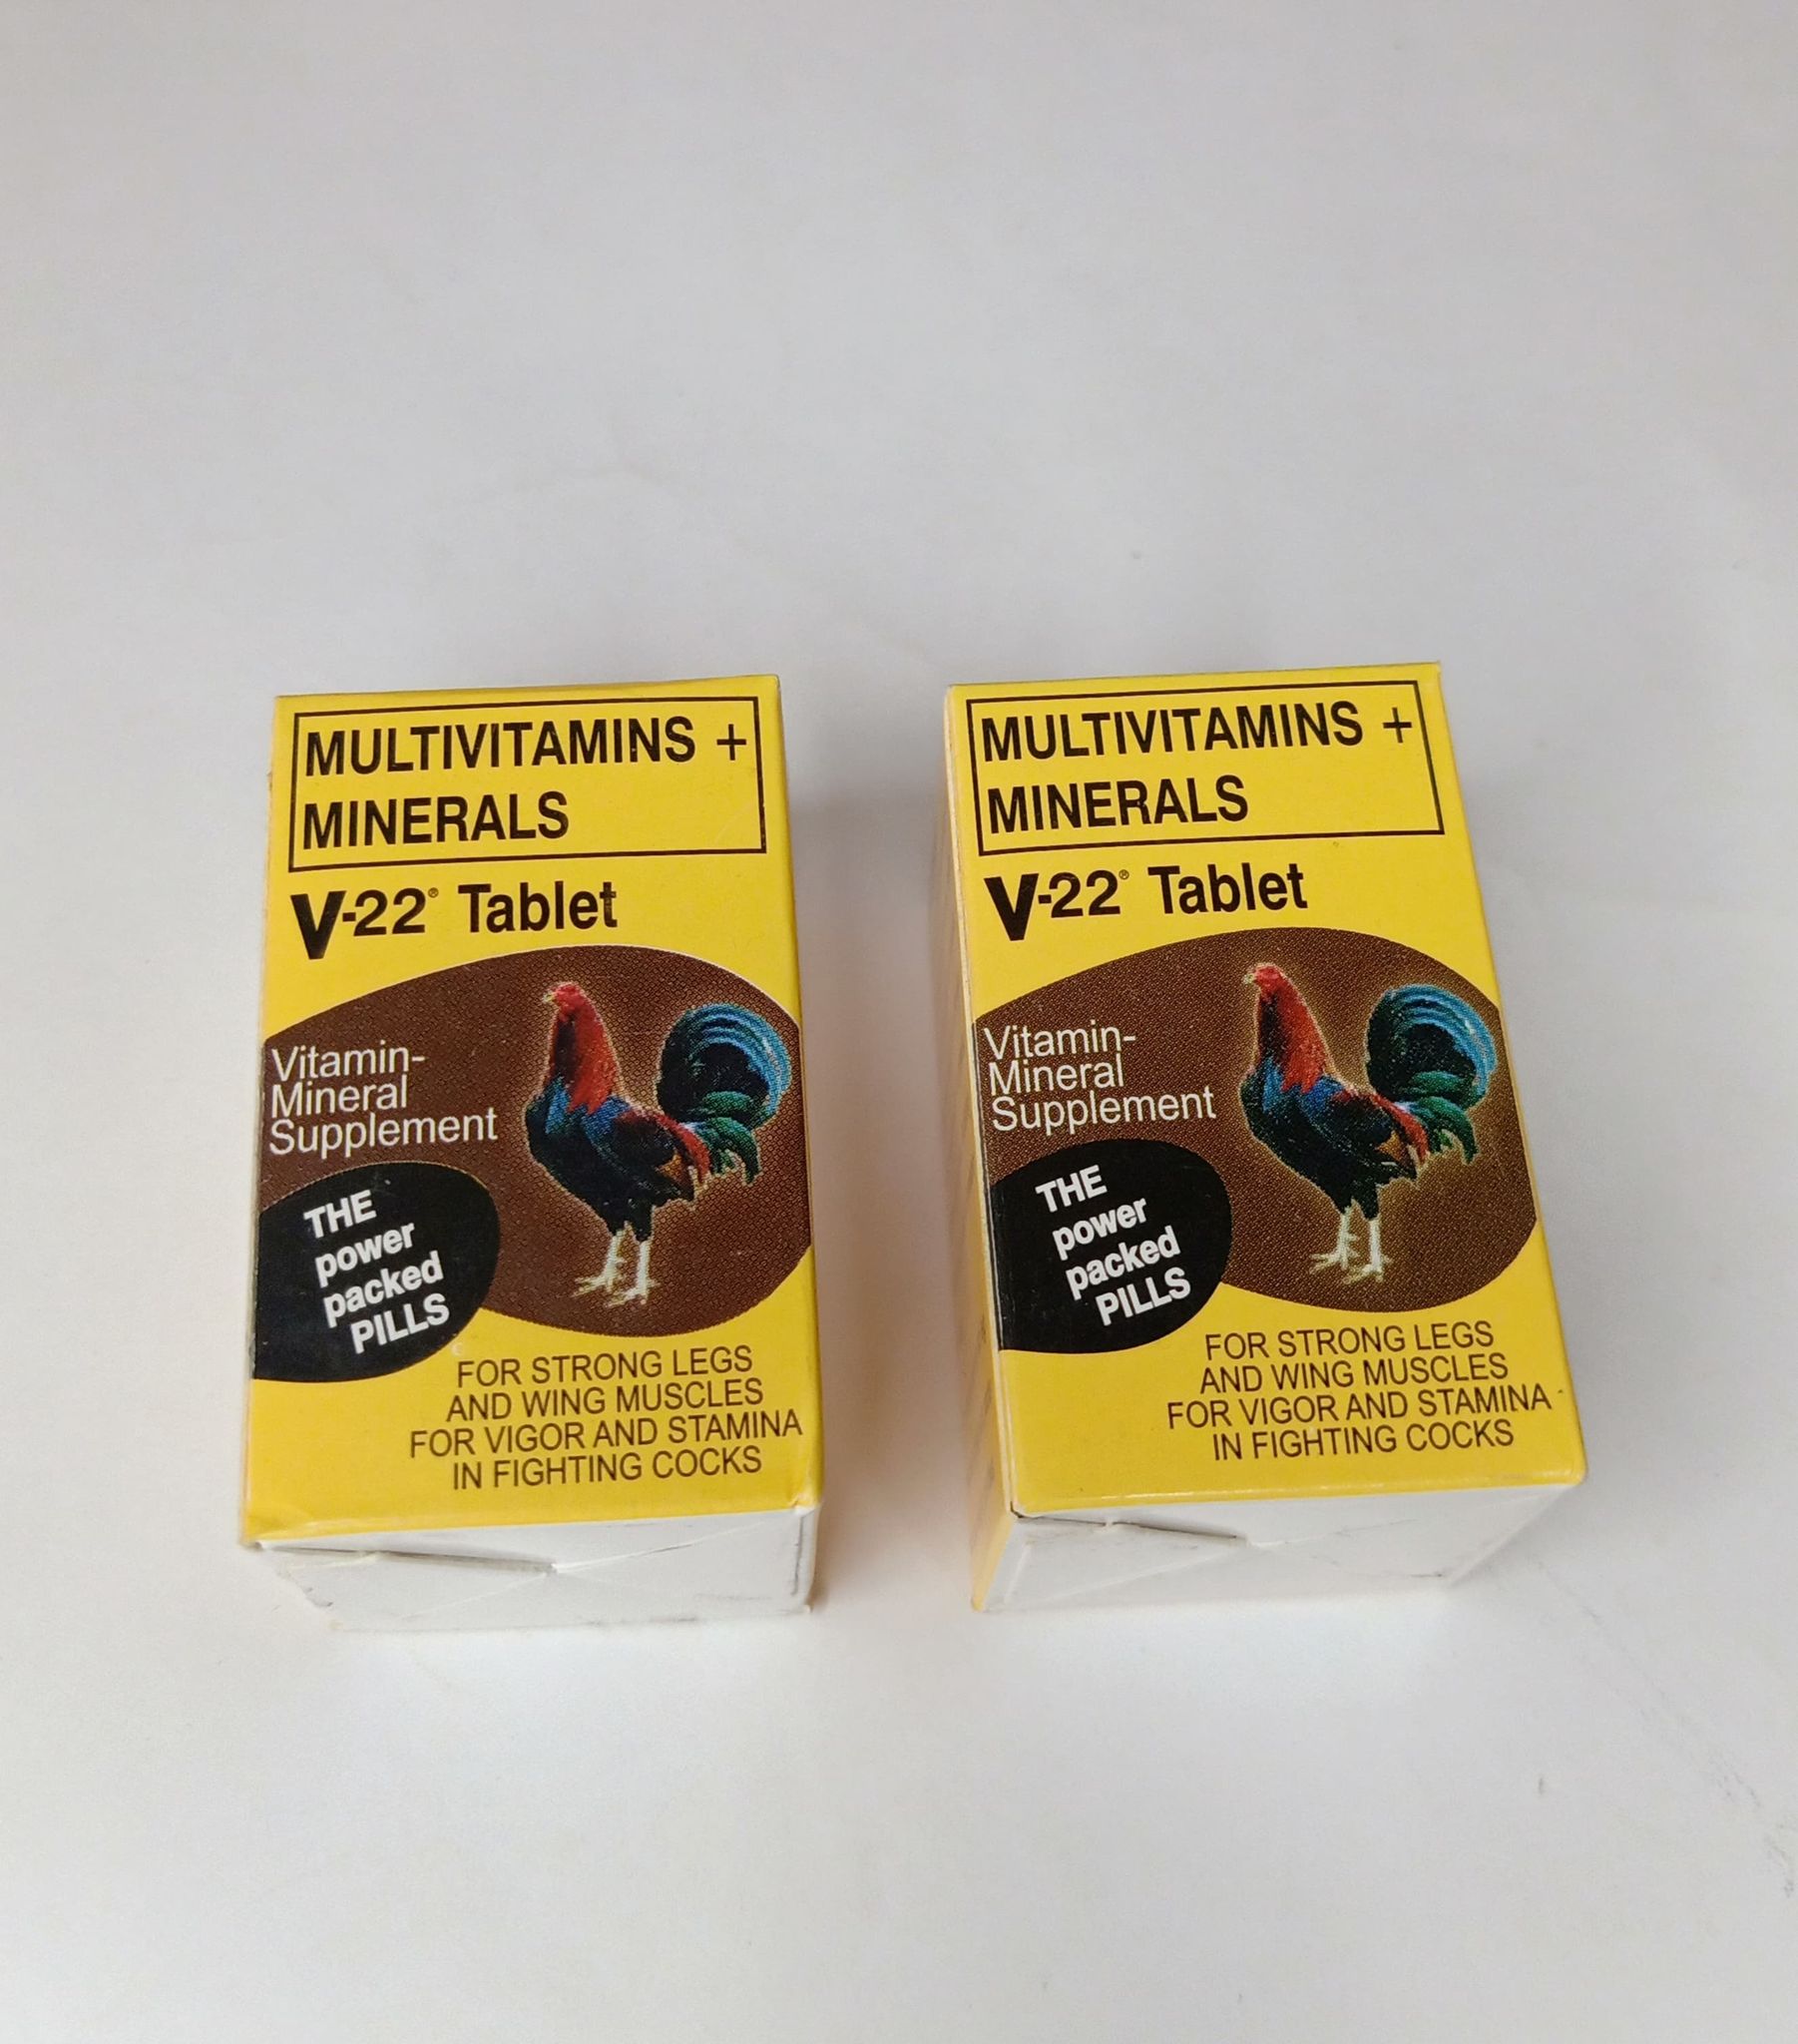 MULTIVITAMINS +
MINERALS
V-22® Tablet
Vitamin-
Mineral
Supplement
THE
power
packed
PILLS
FOR STRONG LEGS
AND WING MUSCLES
FOR VIGOR AND STAMINA
IN FIGHTING COCKS
MULTIVITAMINS +
MINERALS
V-22® Tablet
Vitamin-
Mineral
Supplement
THE
power
packed
PILLS
FOR STRONG LEGS
AND WING MUSCLES
FOR VIGOR AND STAMINA
IN FIGHTING COCKS